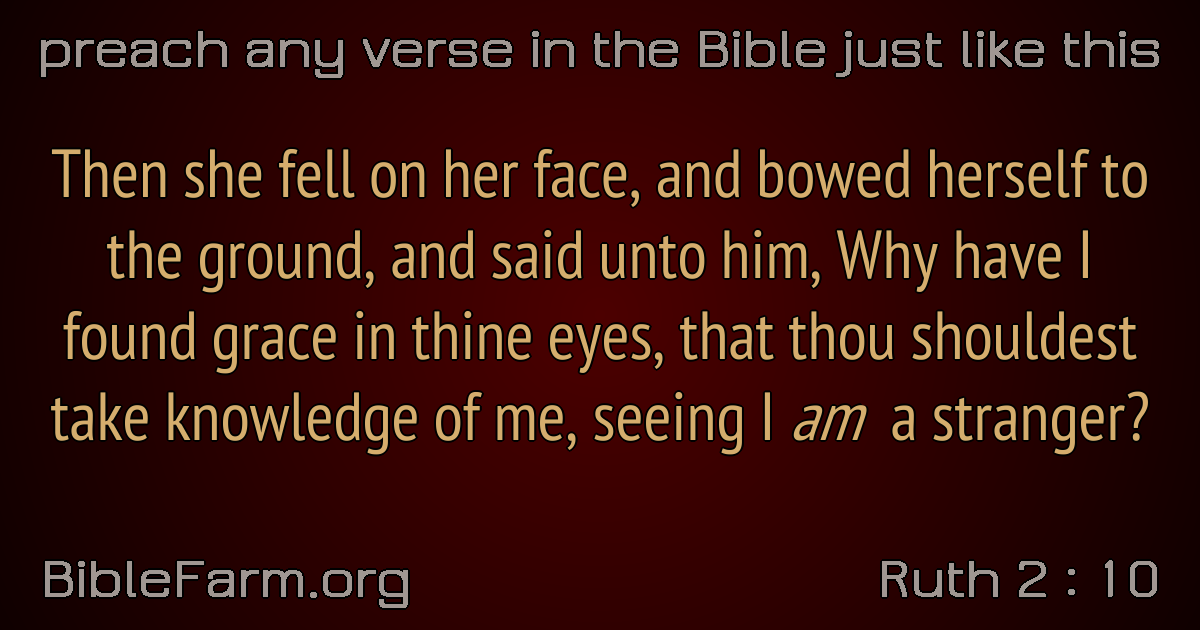 preach any verse in the Bible just like this
Then she fell on her face, and bowed herself to
the ground, and said unto him, Why have I
found grace in thine eyes, that thou shouldest
take knowledge of me, seeing I am a stranger?
BibleFarm.org
Ruth 2 : 10